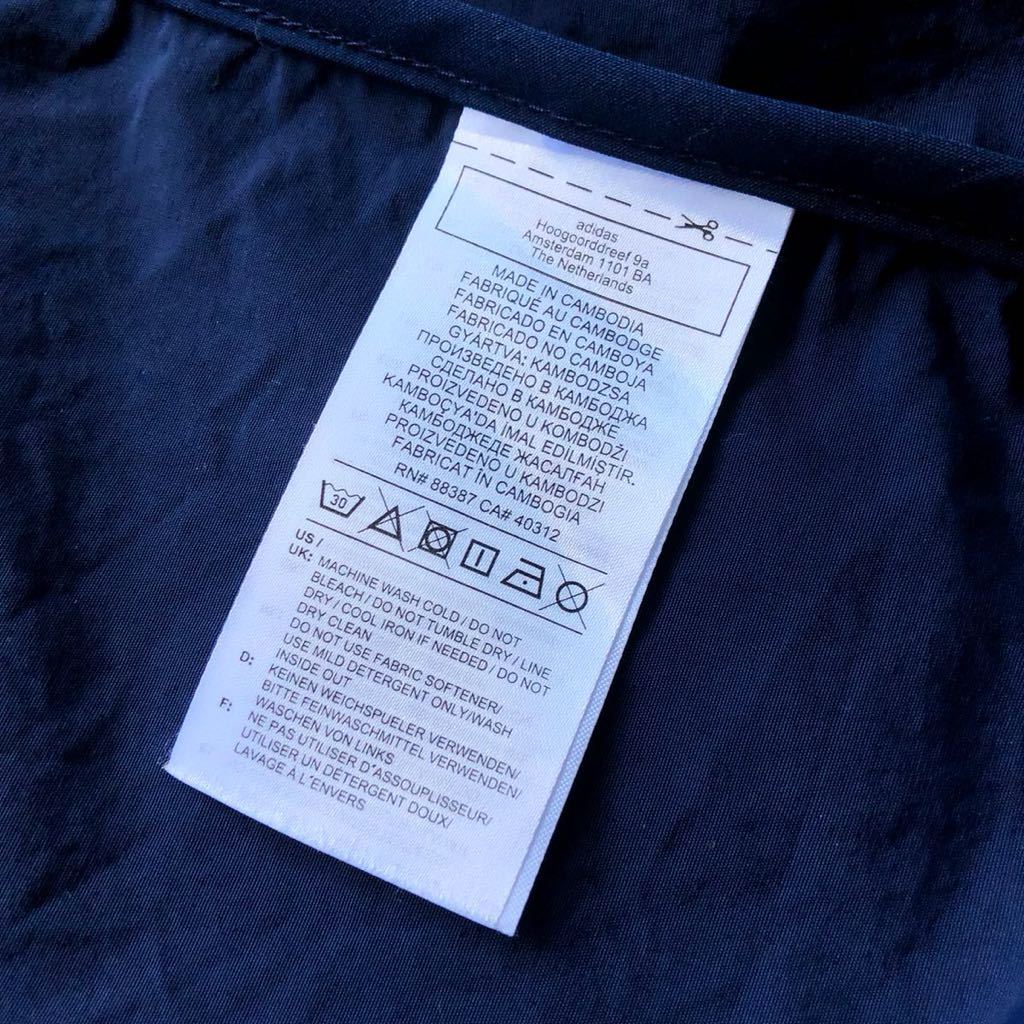 adidas
Hoogoorddreef 9a
Amsterdam 1101 BA
The Netherlands
MADE IN CAMBODIA
FABRIQUÉ AU CAMBODGE
FABRICADO EN CAMBOYA
FABRICADO NO CAMBOJA
GYÁRTVA: KAMBODZSA
ПРОИЗВЕДЕНО В КАМБОДЖА
СДЕЛАНО В КАМБОДЖЕ
PROIZVEDENO U KOMBODŽI
KAMBOÇYA'DA IMAL EDILMIŞTIR.
КАМБОДЖЕДЕ ЖАСАЛҒАН
PROIZVEDENO U KAMBODZI
FABRICAT ÎN CAMBOGIA
RN# 88387 CA# 40312
30
US /
UK: MACHINE WASH COLD / DO NOT
BLEACH / DO NOT TUMBLE DRY / LINE
DRY / COOL IRON IF NEEDED / DO NOT
DRY CLEAN
DO NOT USE FABRIC SOFTENER/
USE MILD DETERGENT ONLY/WASH
INSIDE OUT
D: KEINEN WEICHSPUELER VERWENDEN/
BITTE FEINWASCHMITTEL VERWENDEN/
WASCHEN VON LINKS
F: NE PAS UTILISER D'ASSOUPLISSEUR/
UTILISER UN DÉTERGENT DOUX/
LAVAGE À L'ENVERS